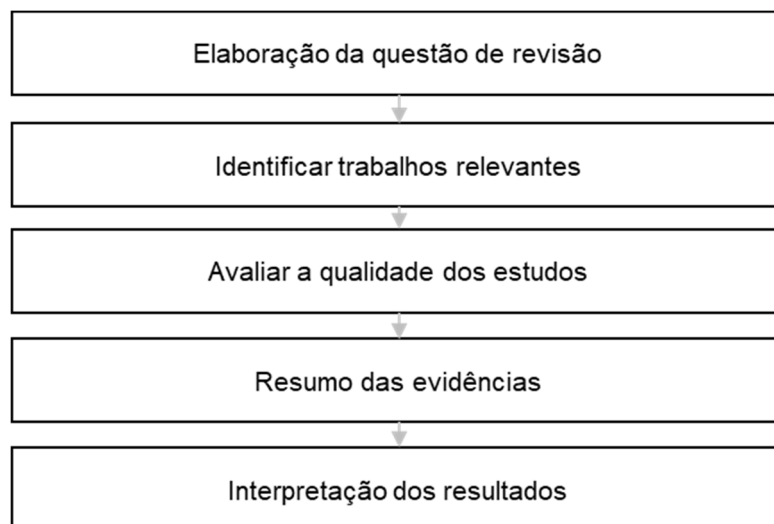 Elaboração da questão de revisão
Identificar trabalhos relevantes
Avaliar a qualidade dos estudos
Resumo das evidências
Interpretação dos resultados